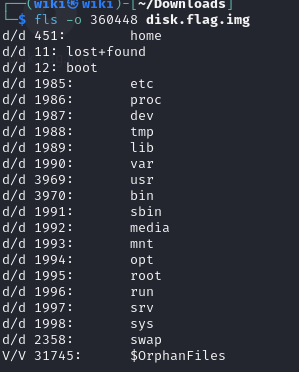 ┌──(wiki㉿wiki)-[~/Downloads]
└─$ fls -o 360448 disk.flag.img
d/d 451:        home
d/d 11: lost+found
d/d 12: boot
d/d 1985:       etc
d/d 1986:       proc
d/d 1987:       dev
d/d 1988:       tmp
d/d 1989:       lib
d/d 1990:       var
d/d 3969:       usr
d/d 3970:       bin
d/d 1991:       sbin
d/d 1992:       media
d/d 1993:       mnt
d/d 1994:       opt
d/d 1995:       root
d/d 1996:       run
d/d 1997:       srv
d/d 1998:       sys
d/d 2358:       swap
V/V 31745:      $OrphanFiles